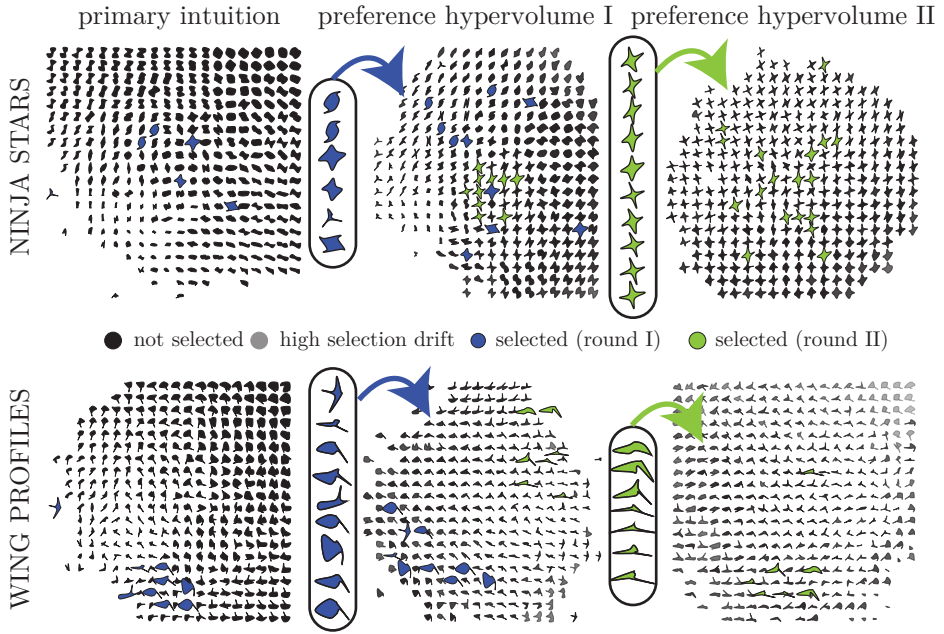 primary intuition
preference hypervolume I
preference hypervolume II
NINJA STARS
not selected
high selection drift
selected (round I)
selected (round II)
WING PROFILES